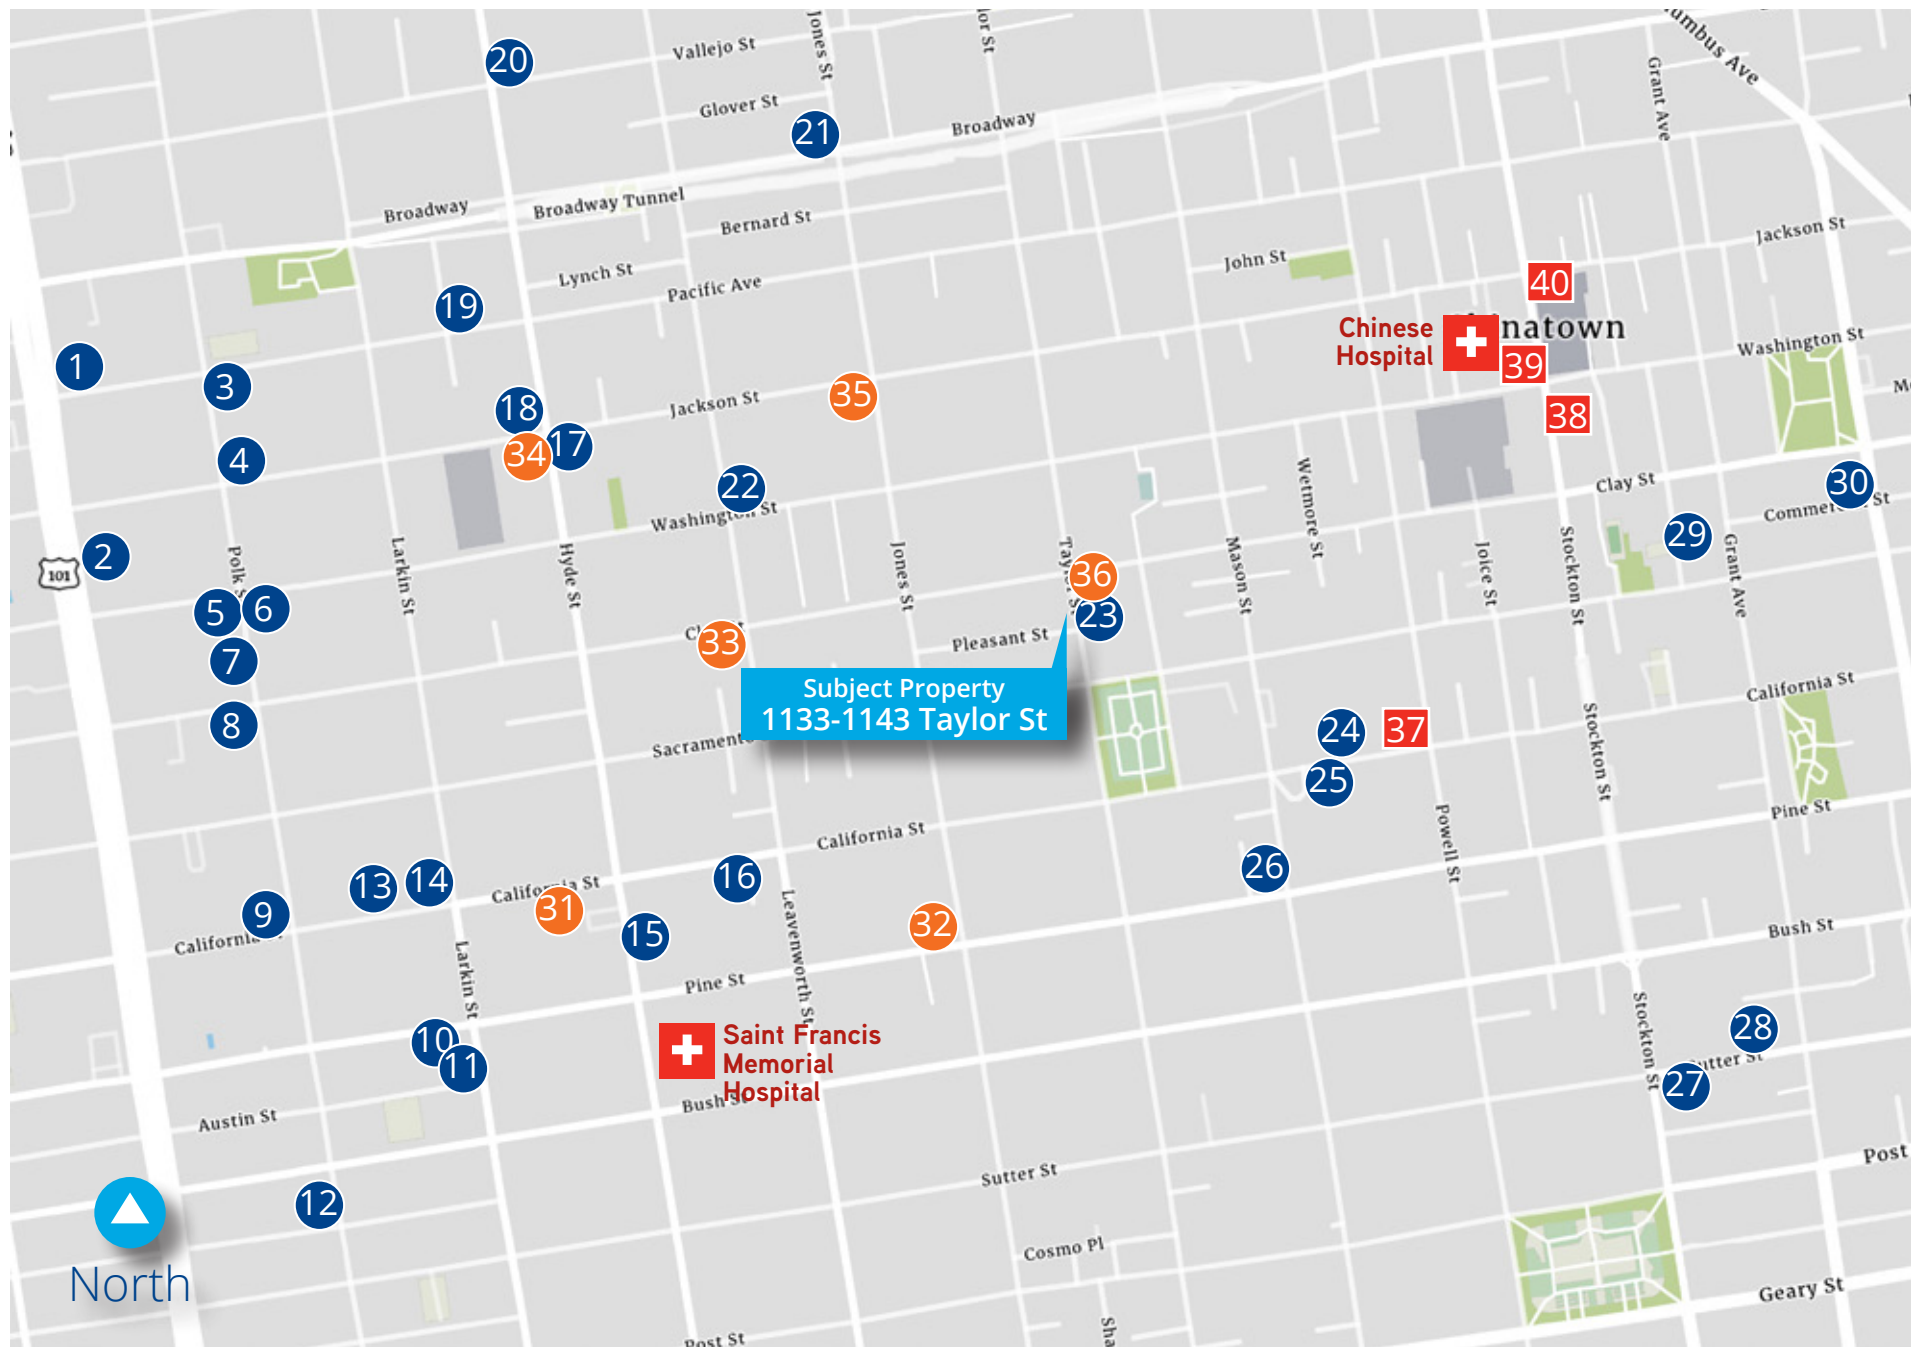 Vallejo St
Jones St
Columbus Ave
20
Glover St
Grant Ave
21
Broadway
Broadway
Broadway Tunnel
Bernard St
Jackson St
Lynch St
John St
Pacific Ave
40
19
Chinese
Hospital
natown
Washington St
1
39
3
18
35
Jackson St
38
34
17
4
22
Washington St
Wetmore St
Clay St
30
Commercial St
2
101
Polk St
Larkin St
Hyde St
Jones St
Taylor St
Mason St
Joice St
Stockton St
29
Grant Ave
36
5
6
23
33
Pleasant St
7
Subject Property
1133-1143 Taylor St
California St
8
Sacramento
24
37
Stockton St
25
Pine St
California St
Powell St
13
14
California St
16
26
9
California St
31
15
32
Leavenworth St
Bush St
Larkin St
Pine St
Stockton St
10
11
Saint Francis
Memorial
Hospital
28
Sutter St
27
Bush St
Austin St
Post
12
Sutter St
Cosmo Pl
North
Geary St
Post St
Sha